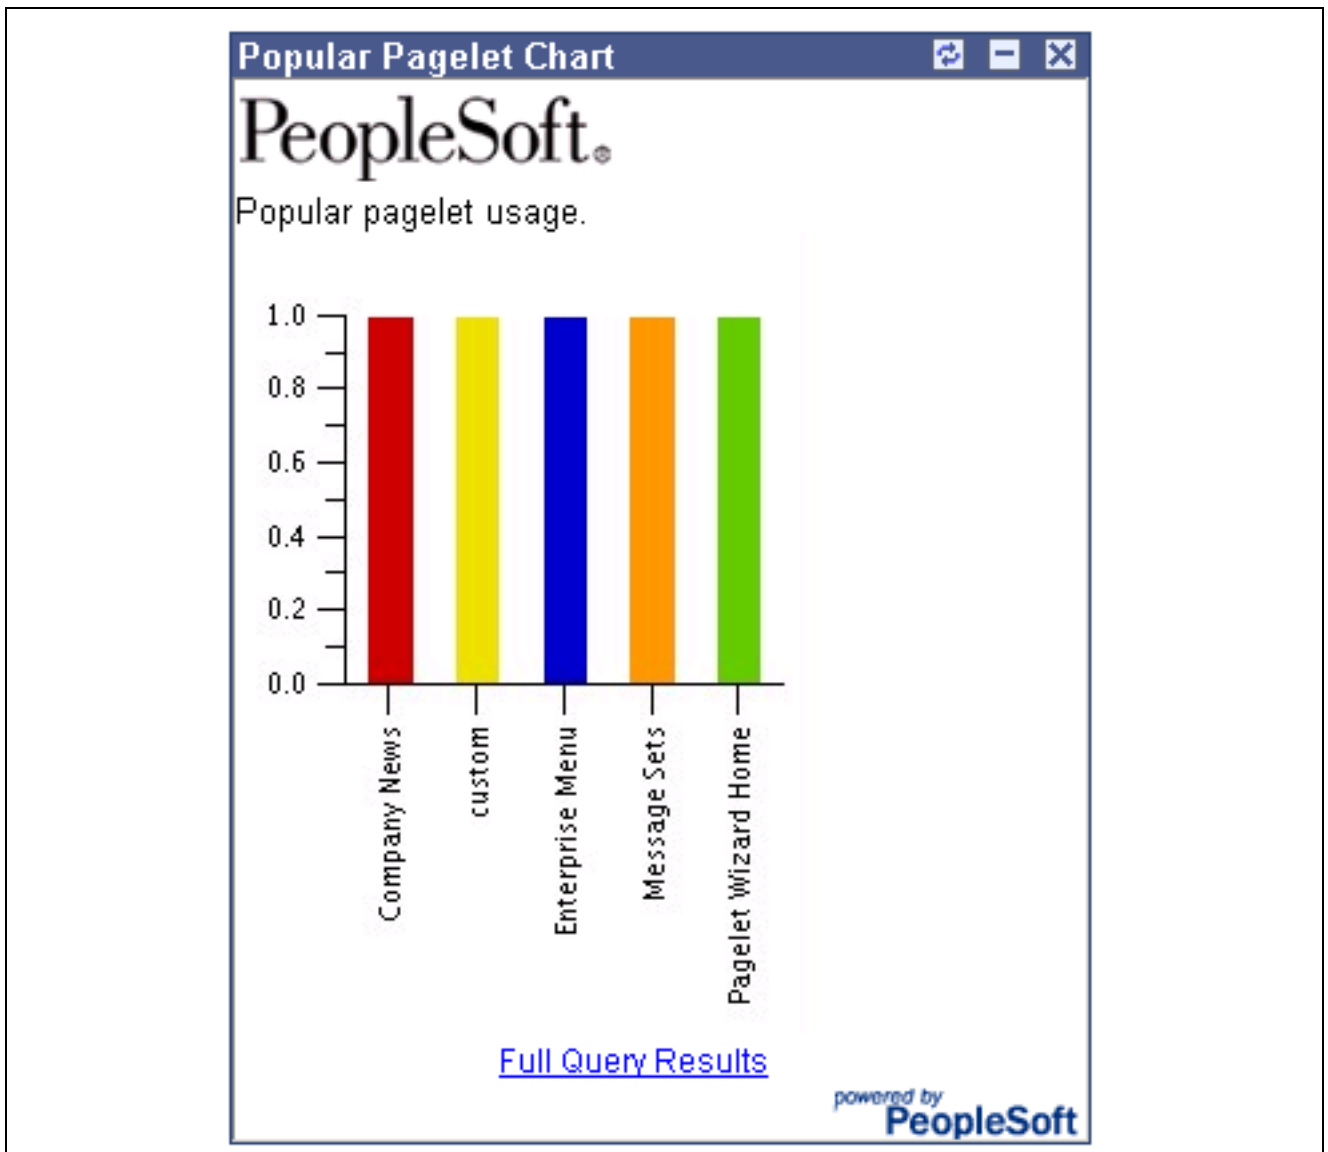 Popular Pagelet Chart
PeopleSoft.®
Popular pagelet usage.
1.0
0.8
0.6
0.4
0.2
0.0
Company News
custom
Enterprise Menu
Message Sets
Pagelet Wizard Home
Full Query Results
powered by
PeopleSoft